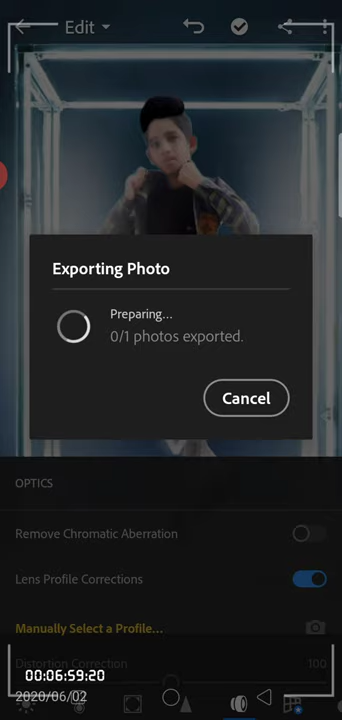 Edit
Exporting Photo
Preparing...
0/1 photos exported.
Cancel
OPTICS
Remove Chromatic Aberration
Lens Profile Corrections
Manually Select a Profile...
Distortion Correction 100
00:06:59:20
2020/06/02